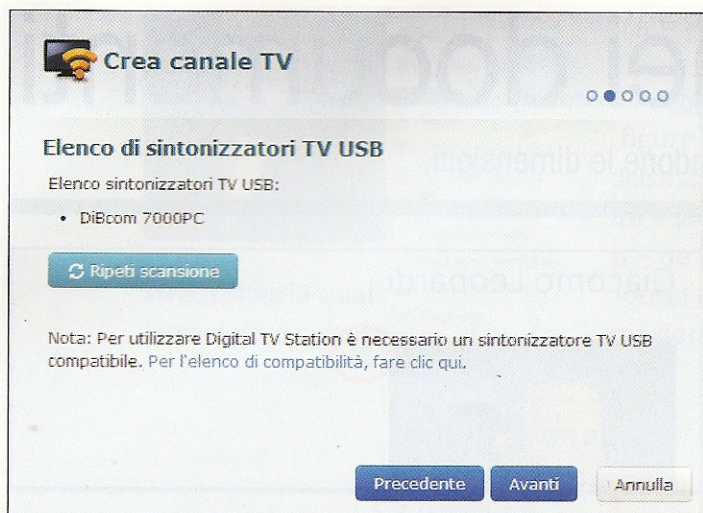 Crea canale TV
Elenco di sintonizzatori TV USB
Elenco sintonizzatori TV USB:
• DiBcom 7000PC
Ripeti scansione
Nota: Per utilizzare Digital TV Station è necessario un sintonizzatore TV USB
compatibile. Per l'elenco di compatibilità, fare clic qui.
Precedente Avanti Annulla